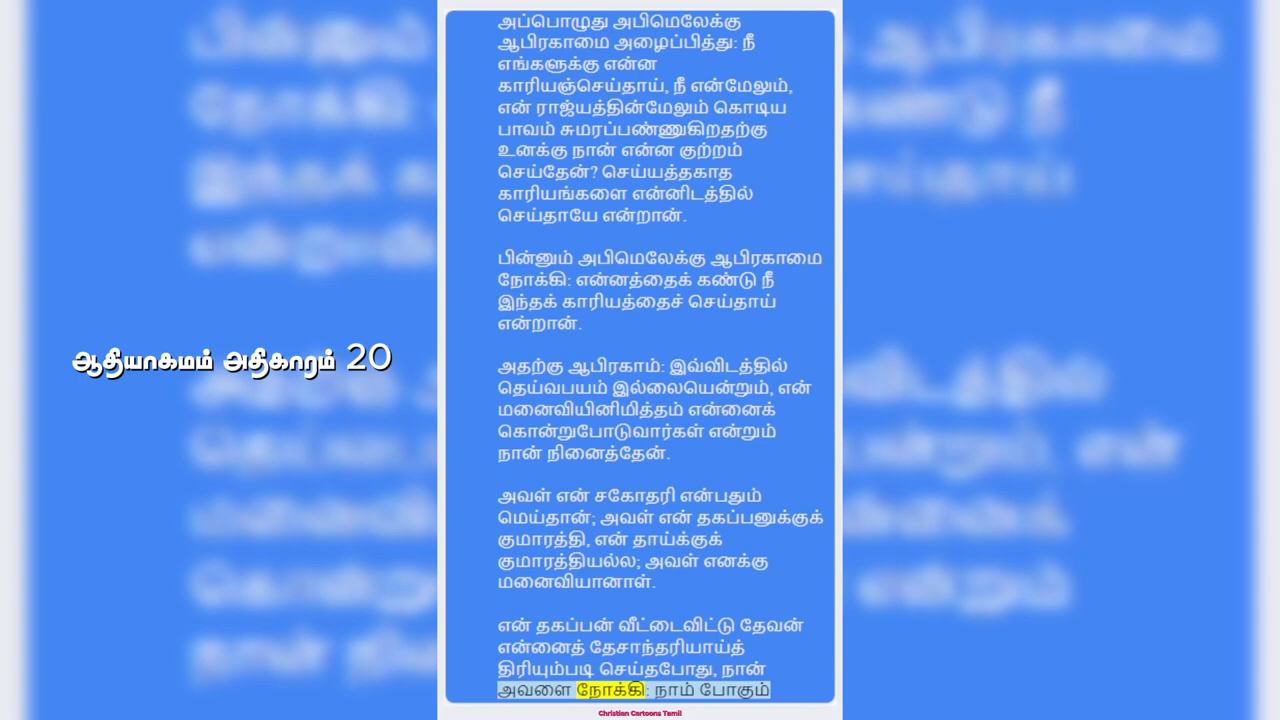 ஆதியாகமம் அதிகாரம் 20
அப்பொழுது அபிமெலேக்கு
ஆபிரகாமை அழைப்பித்து: நீ
எங்களுக்கு என்ன
காரியஞ்செய்தாய், நீ என்மேலும்,
என் ராஜ்யத்தின்மேலும் கொடிய
பாவம் சுமரப்பண்ணுகிறதற்கு
உனக்கு நான் என்ன குற்றம்
செய்தேன்? செய்யத்தகாத
காரியங்களை என்னிடத்தில்
செய்தாயே என்றான்.
பின்னும் அபிமெலேக்கு ஆபிரகாமை
நோக்கி: என்னத்தைக் கண்டு நீ
இந்தக் காரியத்தைச் செய்தாய்
என்றான்.
அதற்கு ஆபிரகாம்: இவ்விடத்தில்
தெய்வபயம் இல்லையென்றும், என்
மனைவியினிமித்தம் என்னைக்
கொன்றுபோடுவார்கள் என்றும்
நான் நினைத்தேன்.
அவள் என் சகோதரி என்பதும்
மெய்தான்; அவள் என் தகப்பனுக்குக்
குமாரத்தி, என் தாய்க்குக்
குமாரத்தியல்ல; அவள் எனக்கு
மனைவியானாள்.
என் தகப்பன் வீட்டைவிட்டு தேவன்
என்னைத் தேசாந்தரியாய்த்
திரியும்படி செய்தபோது, நான்
அவளை நோக்கி: நாம் போகும்
Christian Cartoons Tamil